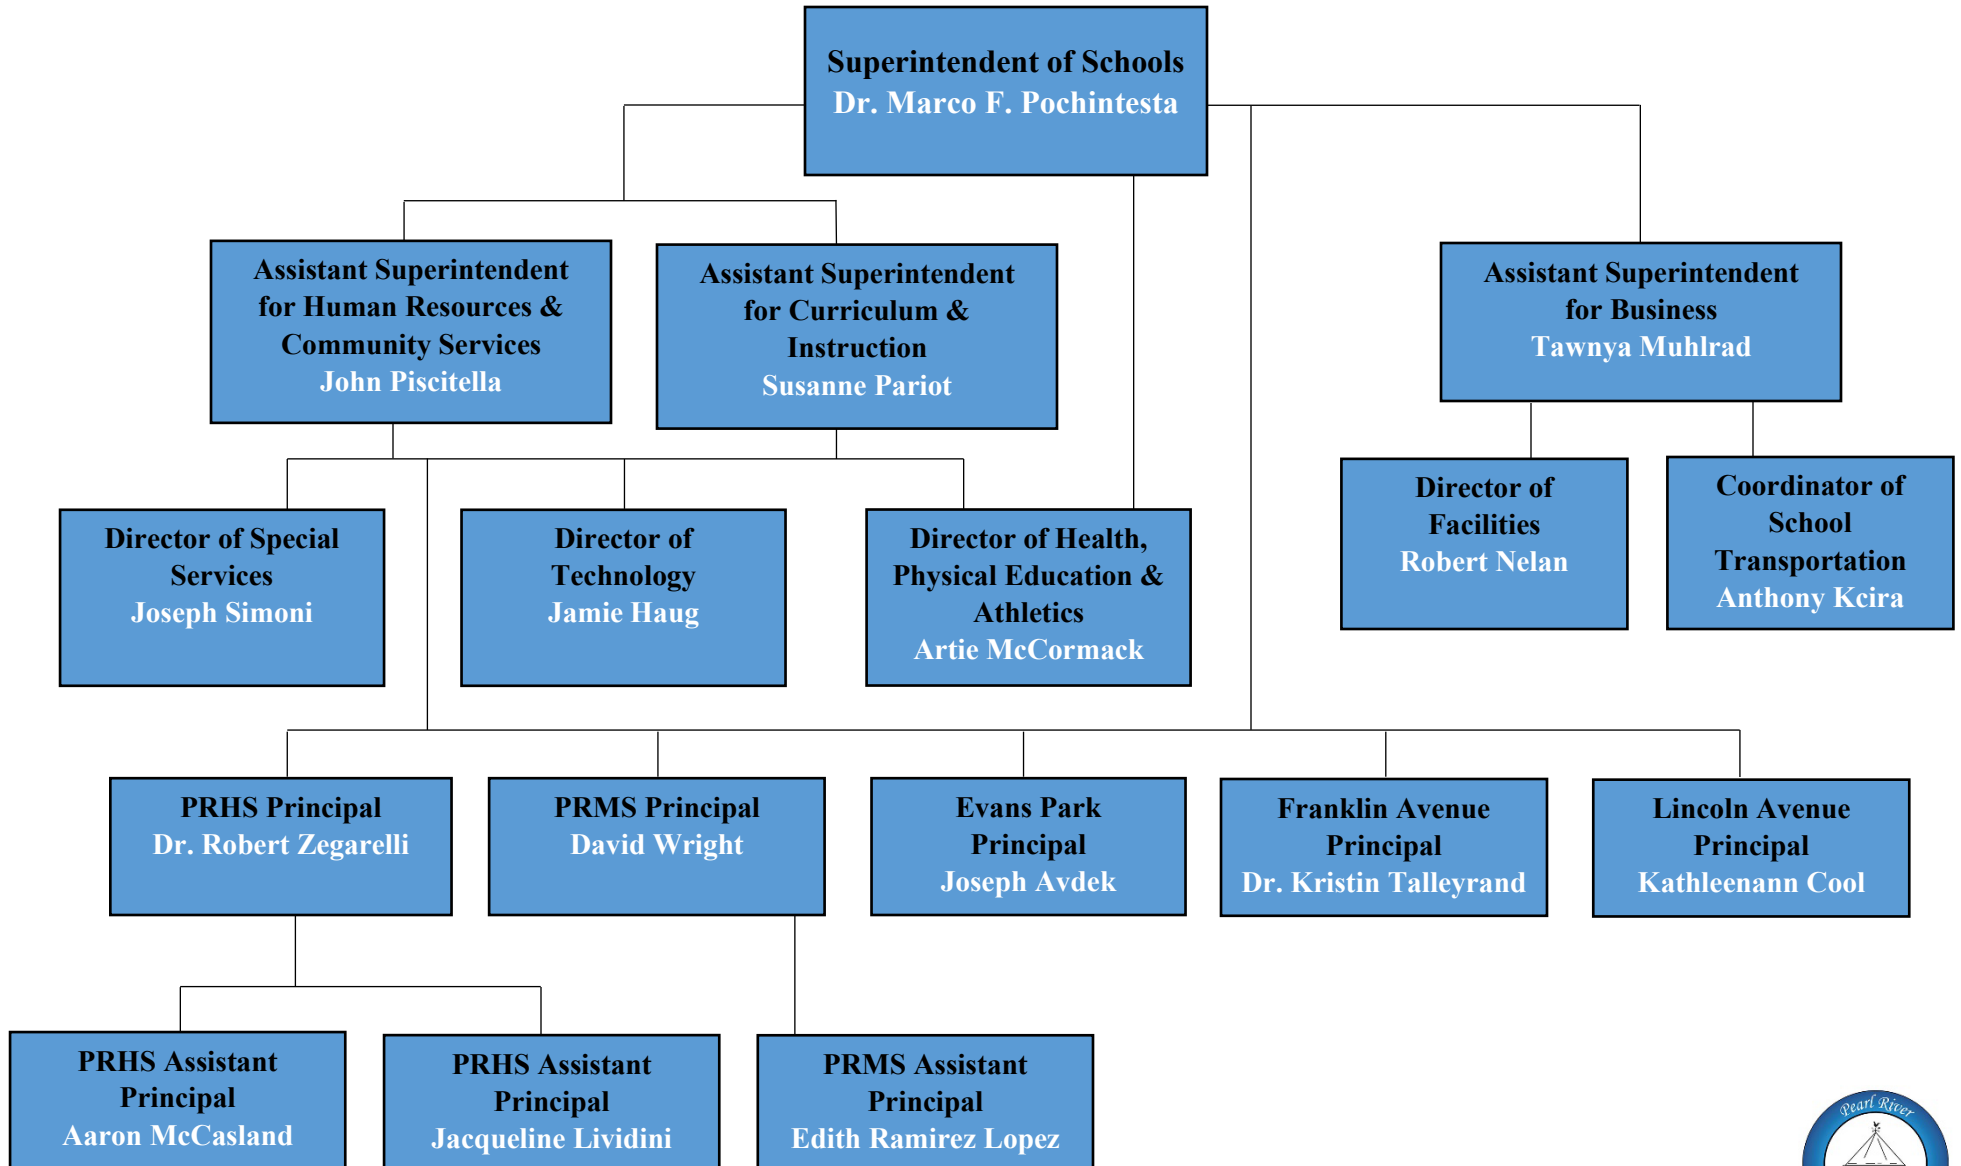 Superintendent of Schools
Dr. Marco F. Pochintesta
Assistant Superintendent
for Human Resources &
Community Services
John Piscitella
Assistant Superintendent
for Curriculum &
Instruction
Susanne Pariot
Assistant Superintendent
for Business
Tawnya Muhlrad
Director of Special
Services
Joseph Simoni
Director of
Technology
Jamie Haug
Director of Health,
Physical Education &
Athletics
Artie McCormack
Director of
Facilities
Robert Nelan
Coordinator of
School
Transportation
Anthony Kcira
PRHS Principal
Dr. Robert Zegarelli
PRMS Principal
David Wright
Evans Park
Principal
Joseph Avdek
Franklin Avenue
Principal
Dr. Kristin Talleyrand
Lincoln Avenue
Principal
Kathleenann Cool
PRHS Assistant
Principal
Aaron McCasland
PRHS Assistant
Principal
Jacqueline Lividini
PRMS Assistant
Principal
Edith Ramirez Lopez
Pearl River